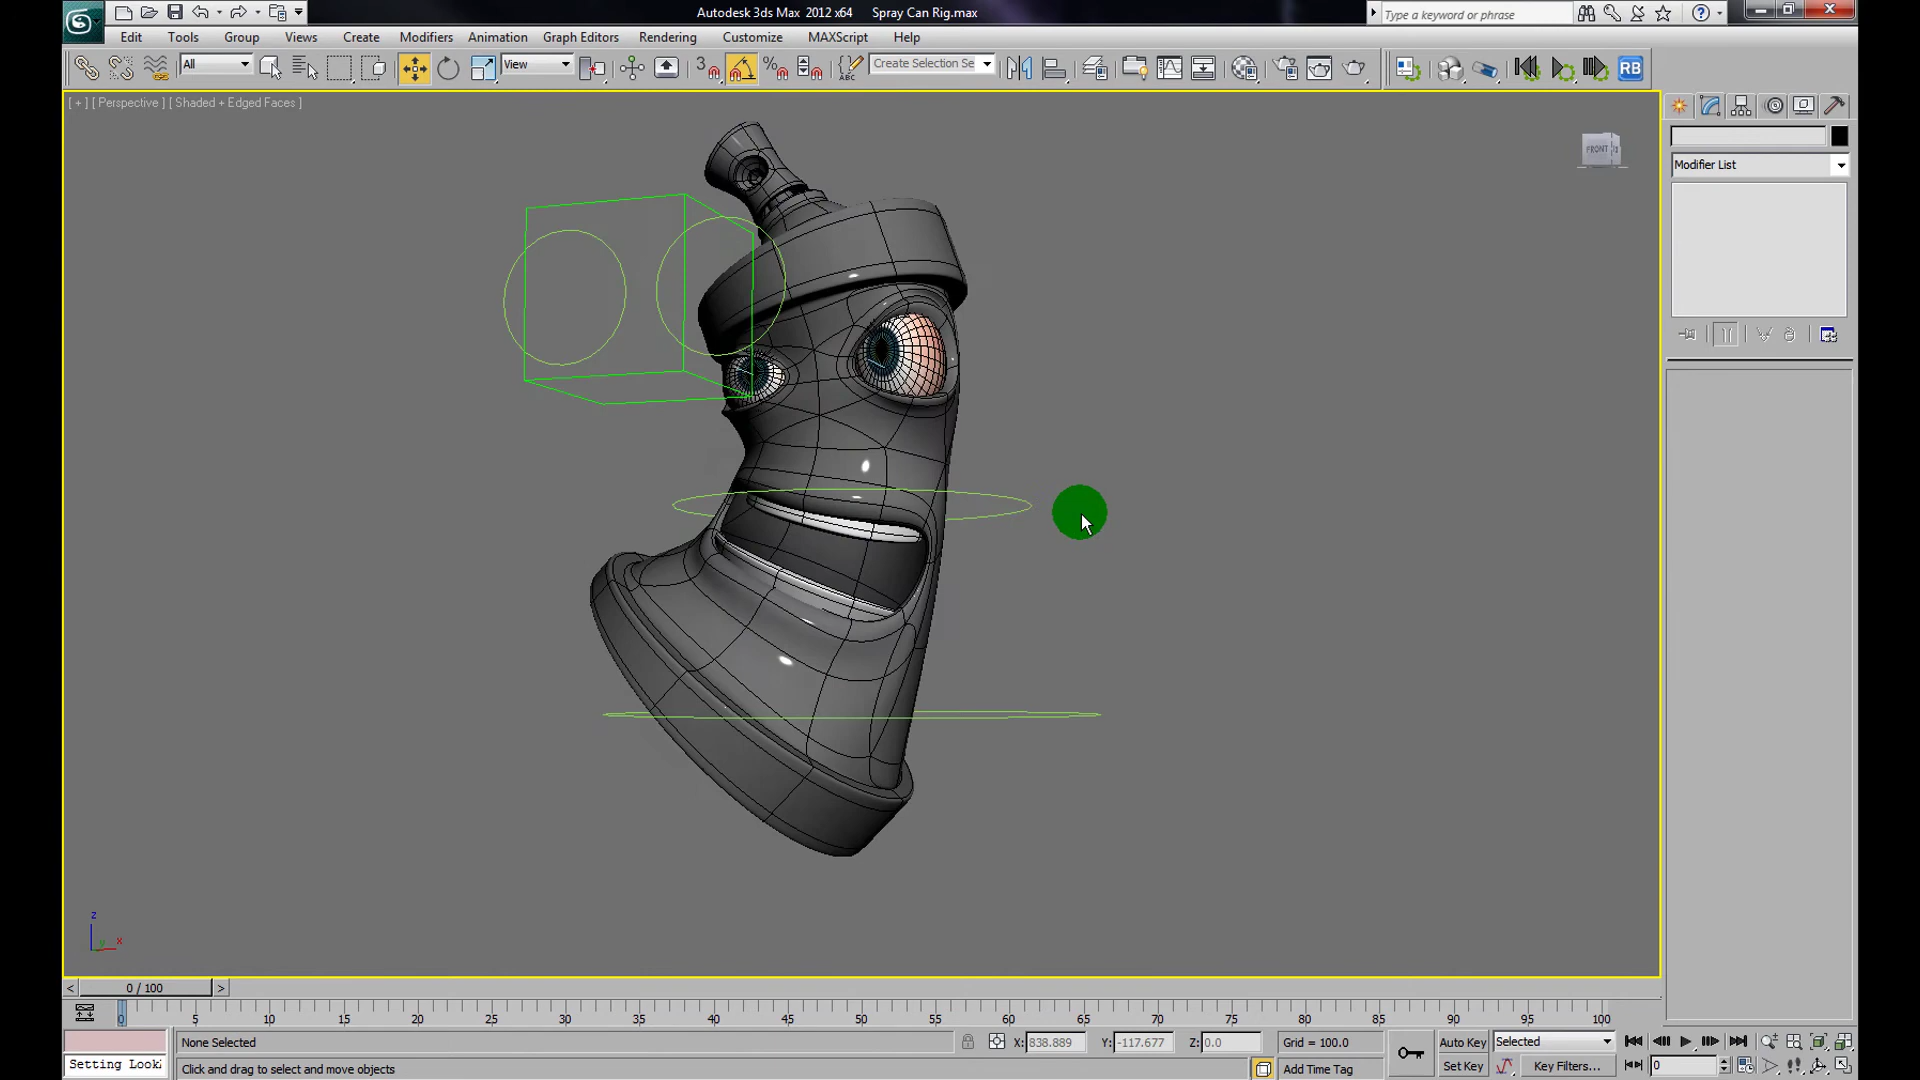 Autodesk 3ds Max 2012 x64 Spray Can Rig.max
Type a keyword or phrase
Edit Tools Group Views Create Modifiers Animation Graph Editors Rendering Customize MAXScript Help
All View 3 % ABC Create Selection Se RB
[ + ] [ Perspective ] [ Shaded + Edged Faces ]
FRONT
Modifier List
z
x
< 0 / 100 >
0 5 10 15 20 25 30 35 40 45 50 55 60 65 70 75 80 85 90 95 100
None Selected X: 838.889 Y: -117.677 Z: 0.0 Grid = 100.0 Auto Key Selected
Setting Look Click and drag to select and move objects Add Time Tag Set Key Key Filters... 0